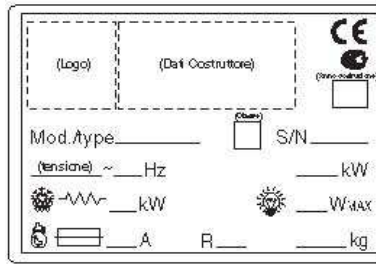 CE
(Logo)
(Dati Costruttore)
(Anno costruzione)
(Classe)
Mod./type S/N
(tensione) ~ Hz kW
kW WMAX
A R kg